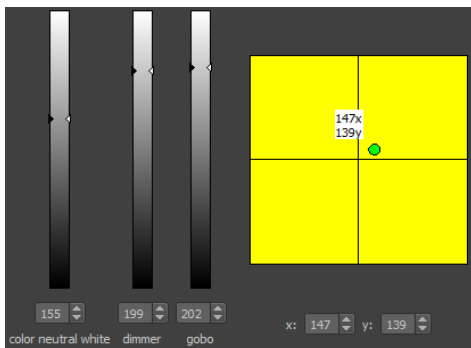 147x
139y
155 199 202
color neutral white dimmer gobo
x: 147 y: 139